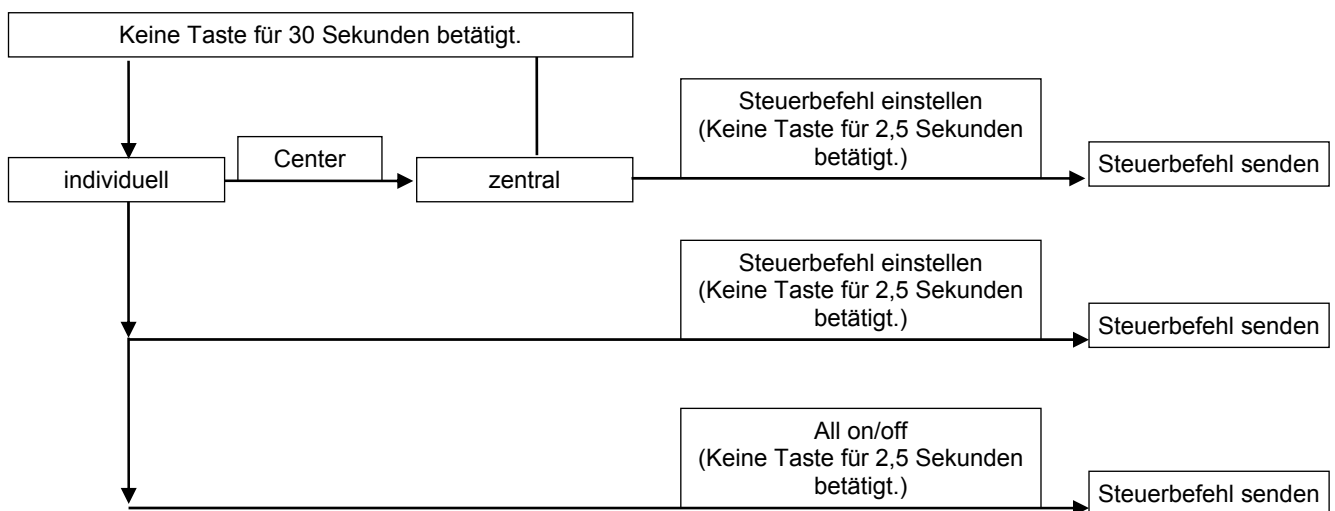 Keine Taste für 30 Sekunden betätigt.
Steuerbefehl einstellen
(Keine Taste für 2,5 Sekunden
betätigt.)
individuell
Center
zentral
Steuerbefehl senden
Steuerbefehl einstellen
(Keine Taste für 2,5 Sekunden
betätigt.)
Steuerbefehl senden
All on/off
(Keine Taste für 2,5 Sekunden
betätigt.)
Steuerbefehl senden